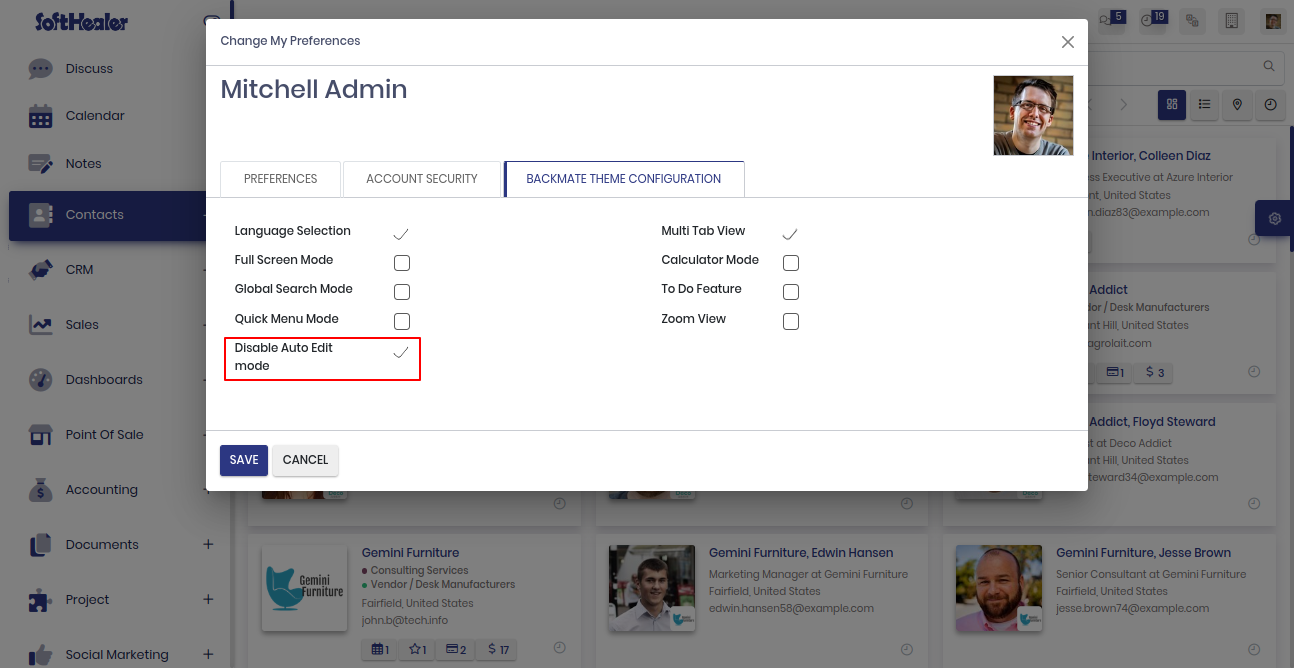 SoftHealer
5
19
Change My Preferences
Discuss
Calendar
Notes
Contacts
CRM
Sales
Dashboards
Point Of Sale
Accounting
Documents
Project
Social Marketing
Mitchell Admin
PREFERENCES
ACCOUNT SECURITY
BACKMATE THEME CONFIGURATION
Language Selection
Multi Tab View
Full Screen Mode
Calculator Mode
Global Search Mode
To Do Feature
Quick Menu Mode
Zoom View
Disable Auto Edit
mode
SAVE
CANCEL
Interior, Colleen Diaz
Executive at Azure Interior
United States
diaz83@example.com
Addict
/ Desk Manufacturers
Hill, United States
agrolait.com
1
$ 3
Addict, Floyd Steward
at Deco Addict
Hill, United States
steward34@example.com
Gemini
Furniture
Gemini Furniture
Consulting Services
Vendor / Desk Manufacturers
Fairfield, United States
john.b@tech.info
1
1
2
$ 17
Gemini Furniture, Edwin Hansen
Marketing Manager at Gemini Furniture
Fairfield, United States
edwin.hansen58@example.com
Gemini Furniture, Jesse Brown
Senior Consultant at Gemini Furniture
Fairfield, United States
jesse.brown74@example.com